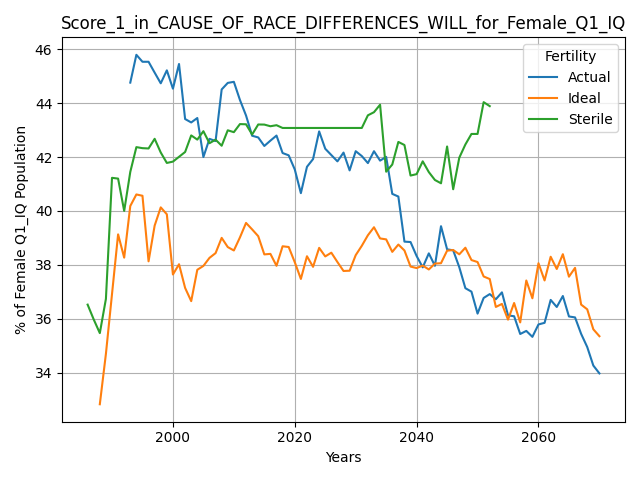 Score_1_in_CAUSE_OF_RACE_DIFFERENCES_WILL_for_Female_Q1_IQ
Fertility
Actual
Ideal
Sterile
% of Female Q1_IQ Population
46
44
42
40
38
36
34
2000
2020
2040
2060
Years